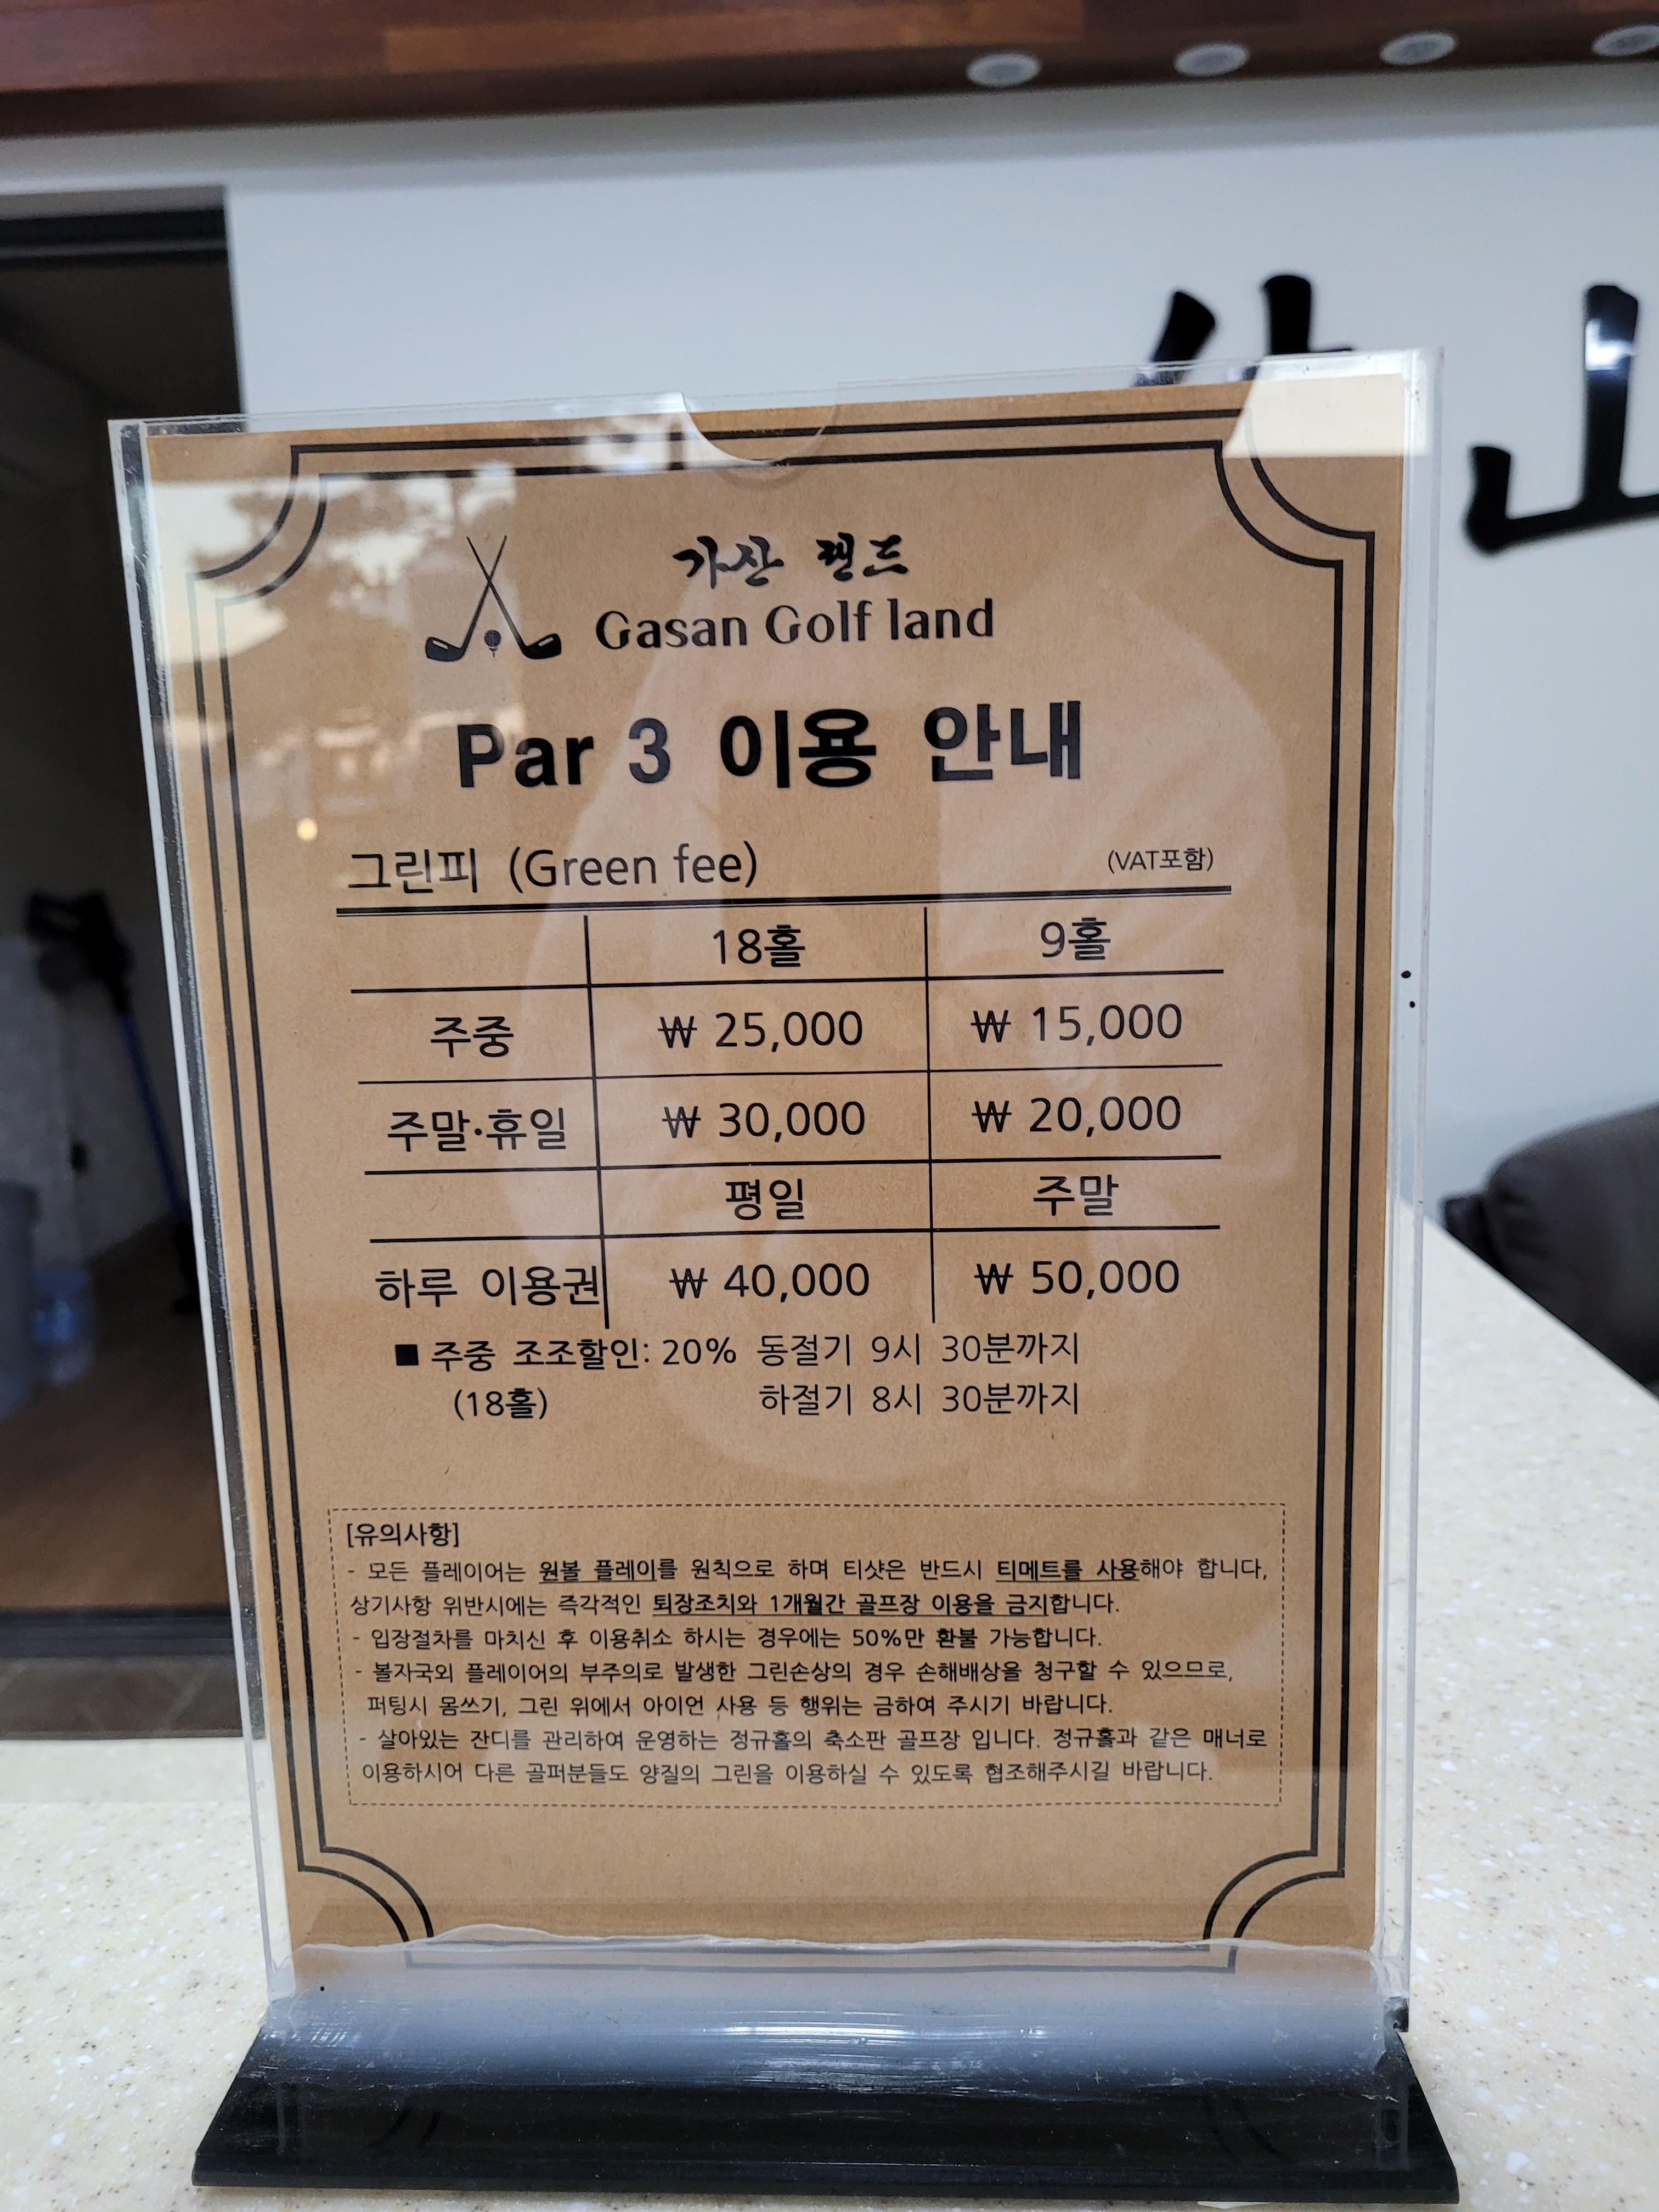 山
가산 랜드
Gasan Golf land
Par 3 이용 안내
그린피 (Green fee) (VAT포함)
18홀 9홀
주중 ₩ 25,000 ₩ 15,000
주말·휴일 ₩ 30,000 ₩ 20,000
평일 주말
하루 이용권 ₩ 40,000 ₩ 50,000
■ 주중 조조할인: 20% 동절기 9시 30분까지
(18홀) 하절기 8시 30분까지
[유의사항]
- 모든 플레이어는 원볼 플레이를 원칙으로 하며 티샷은 반드시 티메트를 사용해야 합니다,
상기사항 위반시에는 즉각적인 퇴장조치와 1개월간 골프장 이용을 금지합니다.
- 입장절차를 마치신 후 이용취소 하시는 경우에는 50%만 환불 가능합니다.
- 볼자국외 플레이어의 부주의로 발생한 그린손상의 경우 손해배상을 청구할 수 있으므로,
퍼팅시 몸쓰기, 그린 위에서 아이언 사용 등 행위는 금하여 주시기 바랍니다.
- 살아있는 잔디를 관리하여 운영하는 정규홀의 축소판 골프장 입니다. 정규홀과 같은 매너로
이용하시어 다른 골퍼분들도 양질의 그린을 이용하실 수 있도록 협조해주시길 바랍니다.